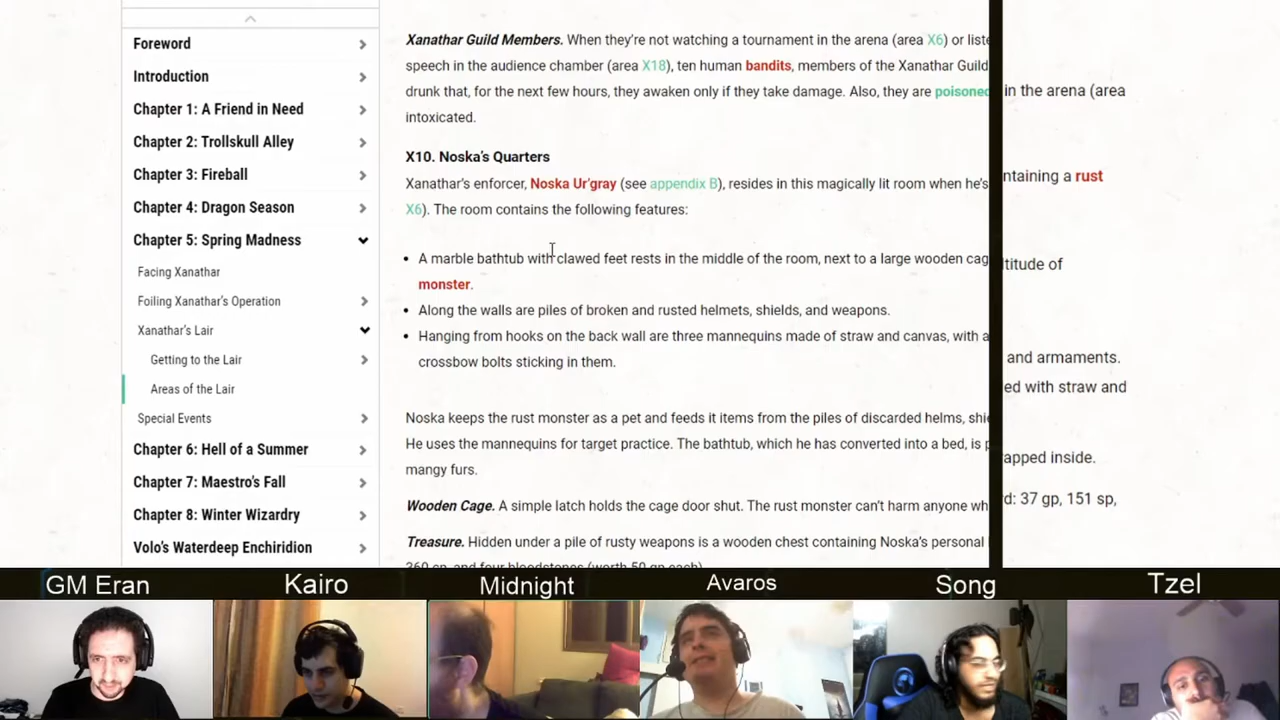 Foreword
Introduction
Chapter 1: A Friend in Need
Chapter 2: Trollskull Alley
Chapter 3: Fireball
Chapter 4: Dragon Season
Chapter 5: Spring Madness
Facing Xanathar
Foiling Xanathar's Operation
Xanathar's Lair
Getting to the Lair
Areas of the Lair
Special Events
Chapter 6: Hell of a Summer
Chapter 7: Maestro's Fall
Chapter 8: Winter Wizardry
Volo's Waterdeep Enchiridion
Xanathar Guild Members. When they're not watching a tournament in the arena (area X6) or liste
speech in the audience chamber (area X18), ten human bandits, members of the Xanathar Guild
drunk that, for the next few hours, they awaken only if they take damage. Also, they are poisoned
intoxicated.
X10. Noska's Quarters
Xanathar's enforcer, Noska Ur'gray (see appendix B), resides in this magically lit room when he's
X6). The room contains the following features:
• A marble bathtub with clawed feet rests in the middle of the room, next to a large wooden cag
monster.
• Along the walls are piles of broken and rusted helmets, shields, and weapons.
• Hanging from hooks on the back wall are three mannequins made of straw and canvas, with a
crossbow bolts sticking in them.
Noska keeps the rust monster as a pet and feeds it items from the piles of discarded helms, shie
He uses the mannequins for target practice. The bathtub, which he has converted into a bed, is p
mangy furs.
Wooden Cage. A simple latch holds the cage door shut. The rust monster can't harm anyone wh
Treasure. Hidden under a pile of rusty weapons is a wooden chest containing Noska's personal
360 ep, and four bloodstones (worth 50 gp each)
in the arena (area
ntaining a rust
ltitude of
and armaments.
ed with straw and
apped inside.
d: 37 gp, 151 sp,
GM Eran
Kairo
Midnight
Avaros
Song
Tzel